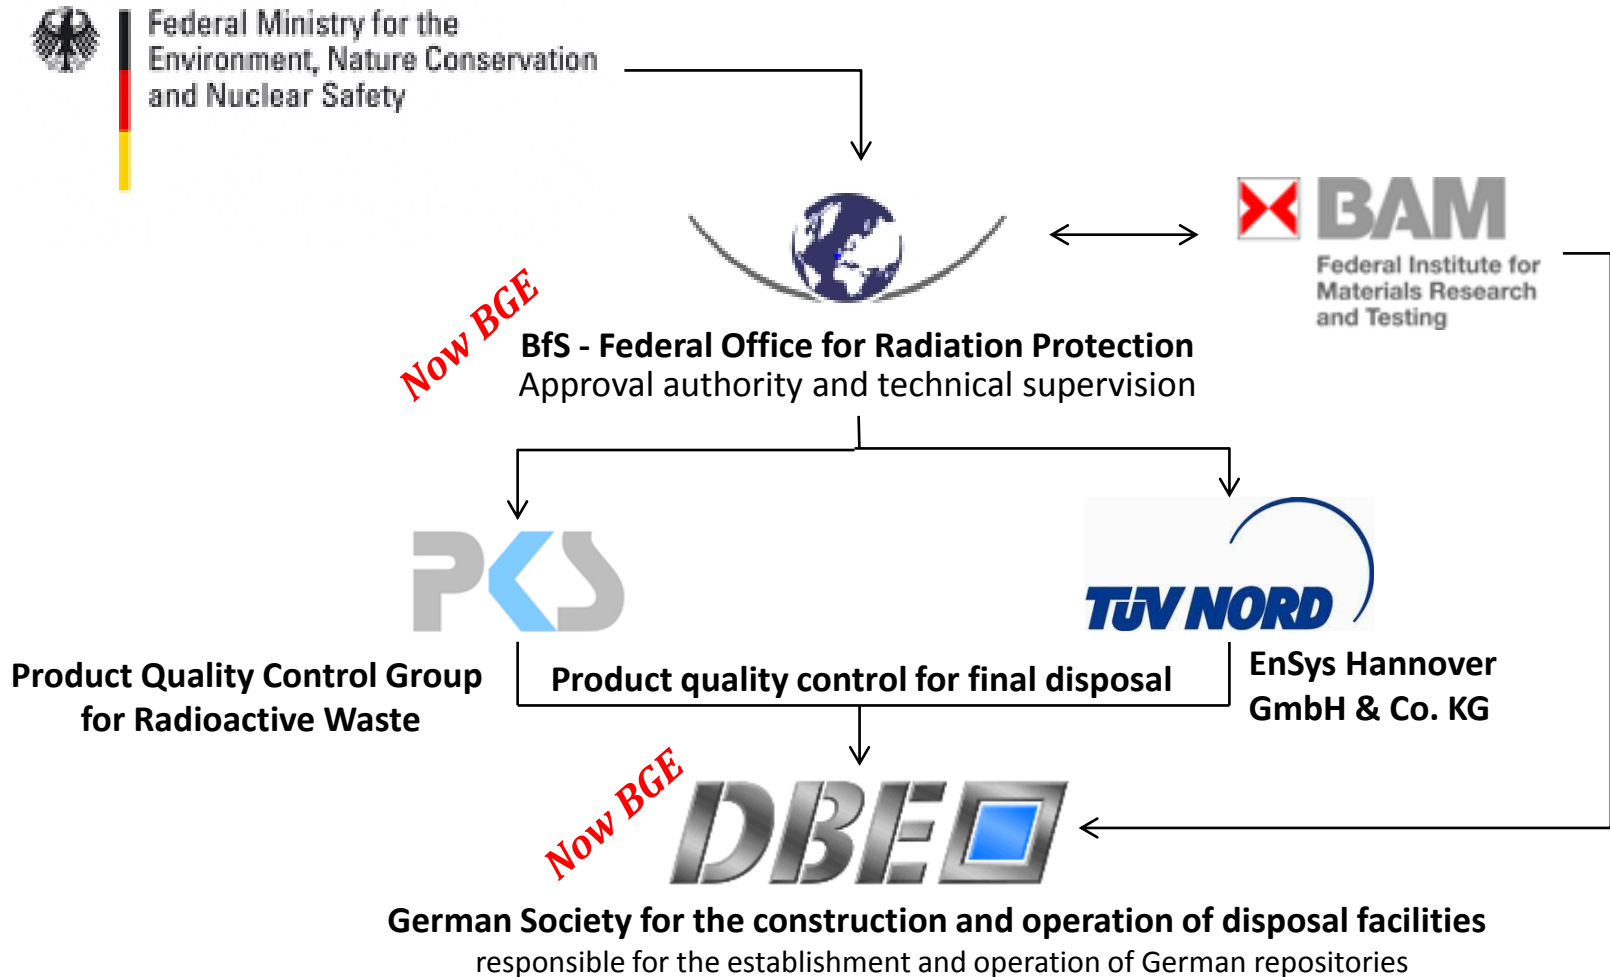 Federal Ministry for the
Environment, Nature Conservation
and Nuclear Safety
BAM
Federal Institute for
Materials Research
and Testing
Now BGE
BfS - Federal Office for Radiation Protection
Approval authority and technical supervision
PKS
TÜV NORD
Product Quality Control Group
for Radioactive Waste
Product quality control for final disposal
EnSys Hannover
GmbH & Co. KG
Now BGE
DBE
German Society for the construction and operation of disposal facilities
responsible for the establishment and operation of German repositories